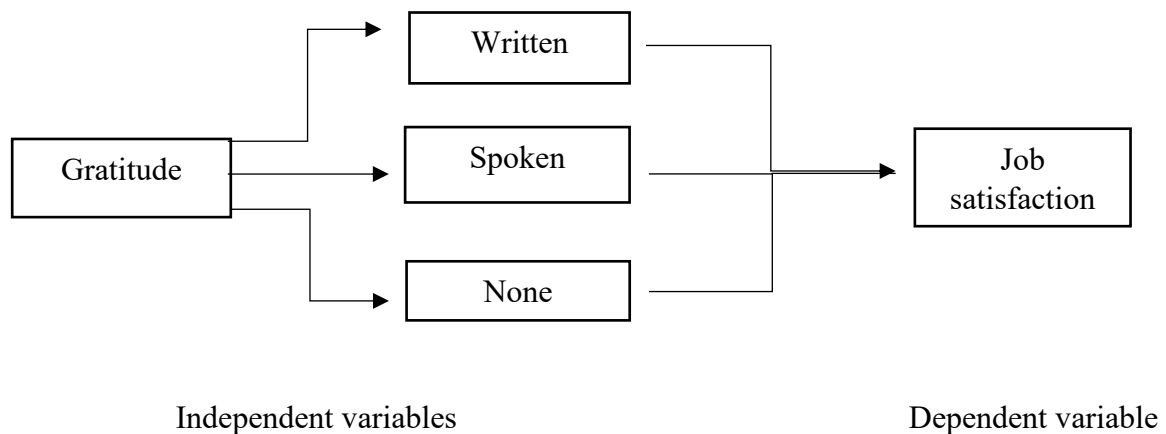 Written
Gratitude
Spoken
Job
satisfaction
None
Independent variables
Dependent variable